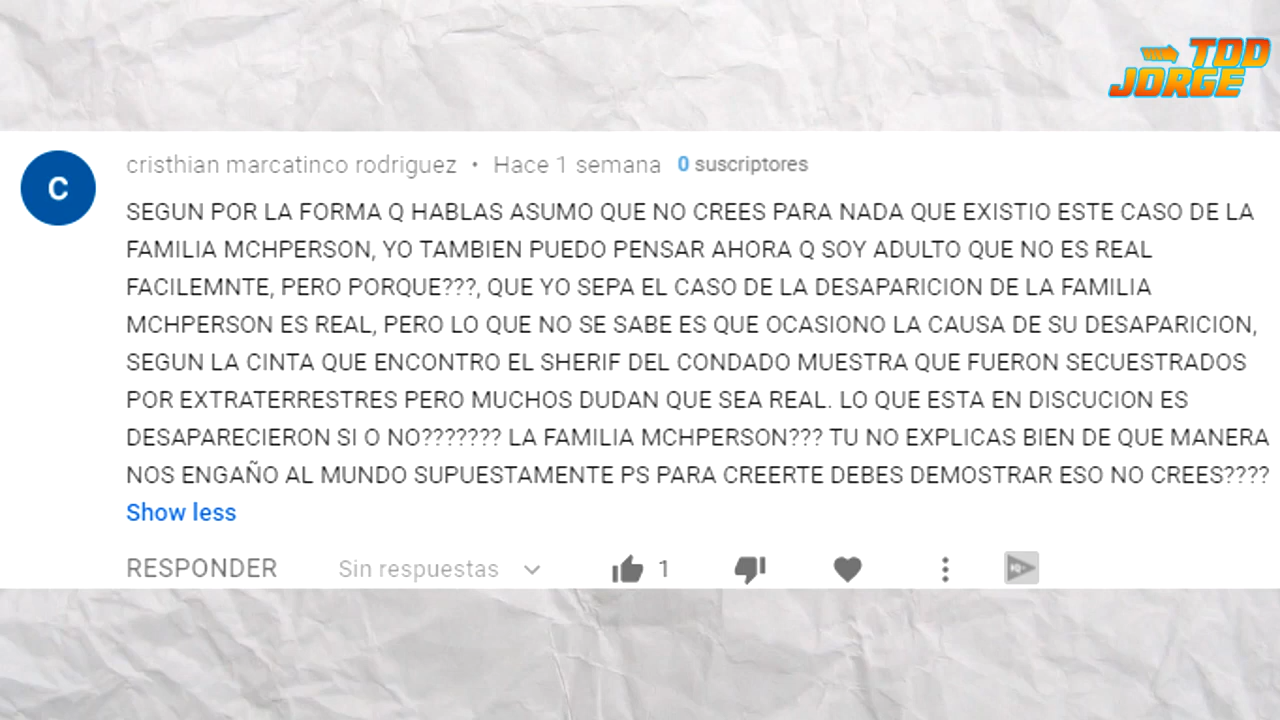 TOD
JORGE
C
cristhian marcatinco rodriguez • Hace 1 semana 0 suscriptores
SEGUN POR LA FORMA Q HABLAS ASUMO QUE NO CREES PARA NADA QUE EXISTIO ESTE CASO DE LA
FAMILIA MCHPERSON, YO TAMBIEN PUEDO PENSAR AHORA Q SOY ADULTO QUE NO ES REAL
FACILEMNTE, PERO PORQUE???, QUE YO SEPA EL CASO DE LA DESAPARICION DE LA FAMILIA
MCHPERSON ES REAL, PERO LO QUE NO SE SABE ES QUE OCASIONO LA CAUSA DE SU DESAPARICION,
SEGUN LA CINTA QUE ENCONTRO EL SHERIF DEL CONDADO MUESTRA QUE FUERON SECUESTRADOS
POR EXTRATERRESTRES PERO MUCHOS DUDAN QUE SEA REAL. LO QUE ESTA EN DISCUCION ES
DESAPARECIERON SI O NO??????? LA FAMILIA MCHPERSON??? TU NO EXPLICAS BIEN DE QUE MANERA
NOS ENGAÑO AL MUNDO SUPUESTAMENTE PS PARA CREERTE DEBES DEMOSTRAR ESO NO CREES????
Show less
RESPONDER Sin respuestas 1